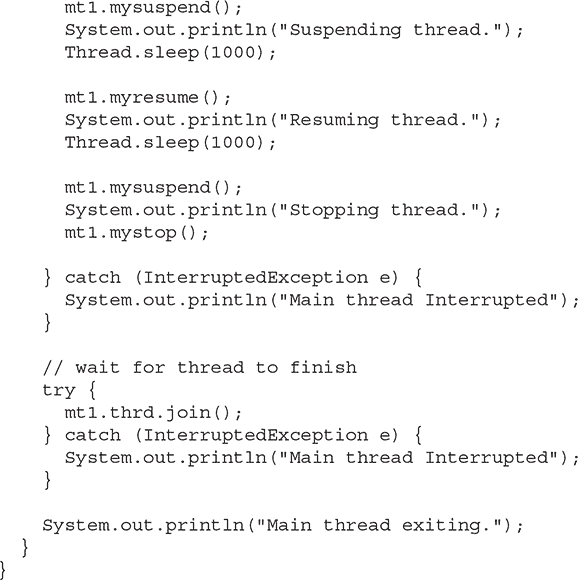 mt1.mysuspend();
System.out.println("Suspending thread.");
Thread.sleep(1000);

mt1.myresume();
System.out.println("Resuming thread.");
Thread.sleep(1000);

mt1.mysuspend();
System.out.println("Stopping thread.");
mt1.mystop();

} catch (InterruptedException e) {
System.out.println("Main thread Interrupted");
}

// wait for thread to finish
try {
mt1.thrd.join();
} catch (InterruptedException e) {
System.out.println("Main thread Interrupted");
}

System.out.println("Main thread exiting.");
}
}